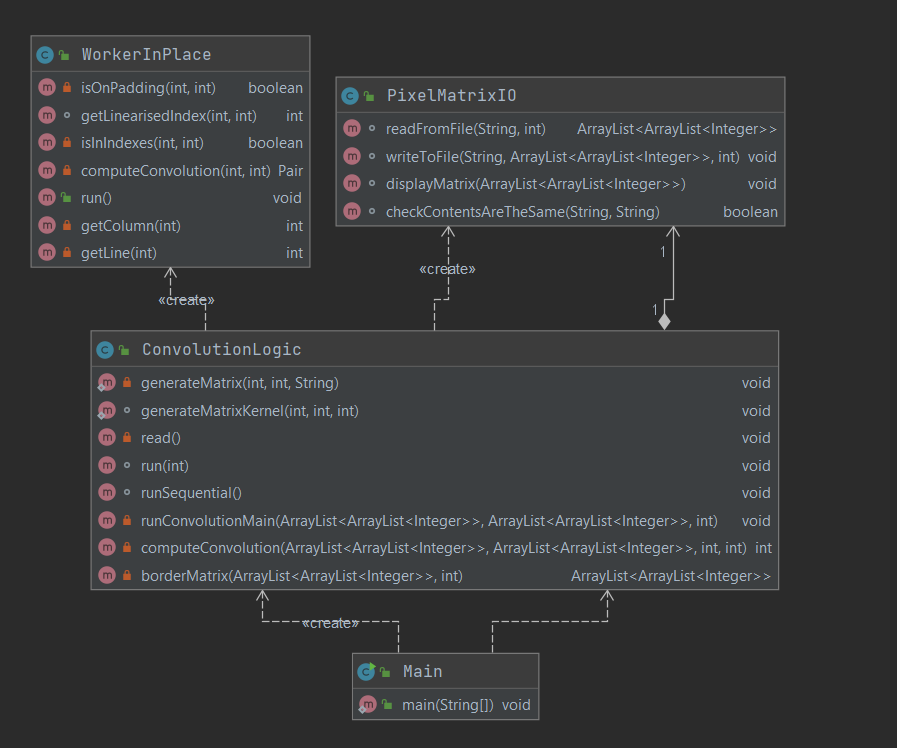 WorkerInPlace
isOnPadding(int, int) boolean
getLinearisedIndex(int, int) int
isInIndexes(int, int) boolean
computeConvolution(int, int) Pair
run() void
getColumn(int) int
getLine(int) int
PixelMatrixIO
readFromFile(String, int) ArrayList<ArrayList<Integer>>
writeToFile(String, ArrayList<ArrayList<Integer>>, int) void
displayMatrix(ArrayList<ArrayList<Integer>>) void
checkContentsAreTheSame(String, String) boolean
1
«create»
«create»
1
ConvolutionLogic
generateMatrix(int, int, String) void
generateMatrixKernel(int, int, int) void
read() void
run(int) void
runSequential() void
runConvolutionMain(ArrayList<ArrayList<Integer>>, ArrayList<ArrayList<Integer>>, int) void
computeConvolution(ArrayList<ArrayList<Integer>>, ArrayList<ArrayList<Integer>>, int, int) int
borderMatrix(ArrayList<ArrayList<Integer>>, int) ArrayList<ArrayList<Integer>>
«create»
Main
main(String[]) void